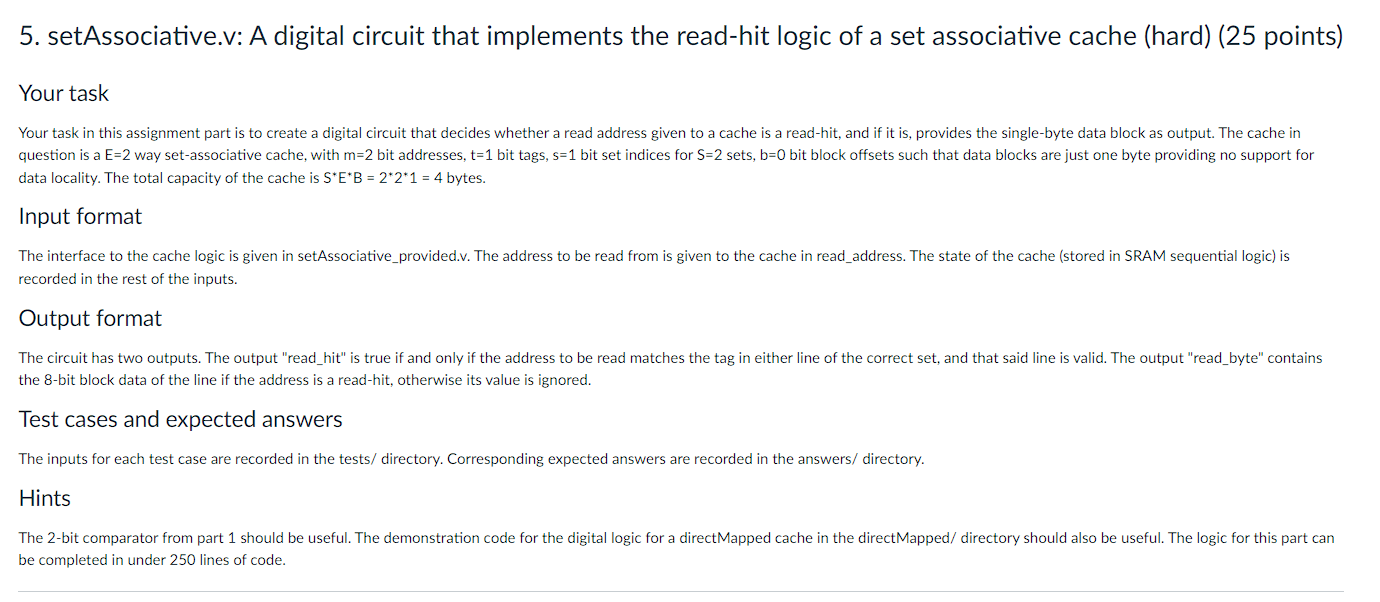 5. setAssociative.v: A digital circuit that implements the read-hit logic of a set associative cache (hard) (25 points)
Your task
Your task in this assignment part is to create a digital circuit that decides whether a read address given to a cache is a read-hit, and if it is, provides the single-byte data block as output. The cache in
question is a E=2 way set-associative cache, with m=2 bit addresses, t=1 bit tags, s=1 bit set indices for S=2 sets, b=0 bit block offsets such that data blocks are just one byte providing no support for
data locality. The total capacity of the cache is S*E*B = 2*2*1 = 4 bytes.
Input format
The interface to the cache logic is given in setAssociative_provided.v. The address to be read from is given to the cache in read_address. The state of the cache (stored in SRAM sequential logic) is
recorded in the rest of the inputs.
Output format
The circuit has two outputs. The output "read_hit" is true if and only if the address to be read matches the tag in either line of the correct set, and that said line is valid. The output "read_byte" contains
the 8-bit block data of the line if the address is a read-hit, otherwise its value is ignored.
Test cases and expected answers
The inputs for each test case are recorded in the tests/ directory. Corresponding expected answers are recorded in the answers/ directory.
Hints
The 2-bit comparator from part 1 should be useful. The demonstration code for the digital logic for a directMapped cache in the directMapped/ directory should also be useful. The logic for this part can
be completed in under 250 lines of code.